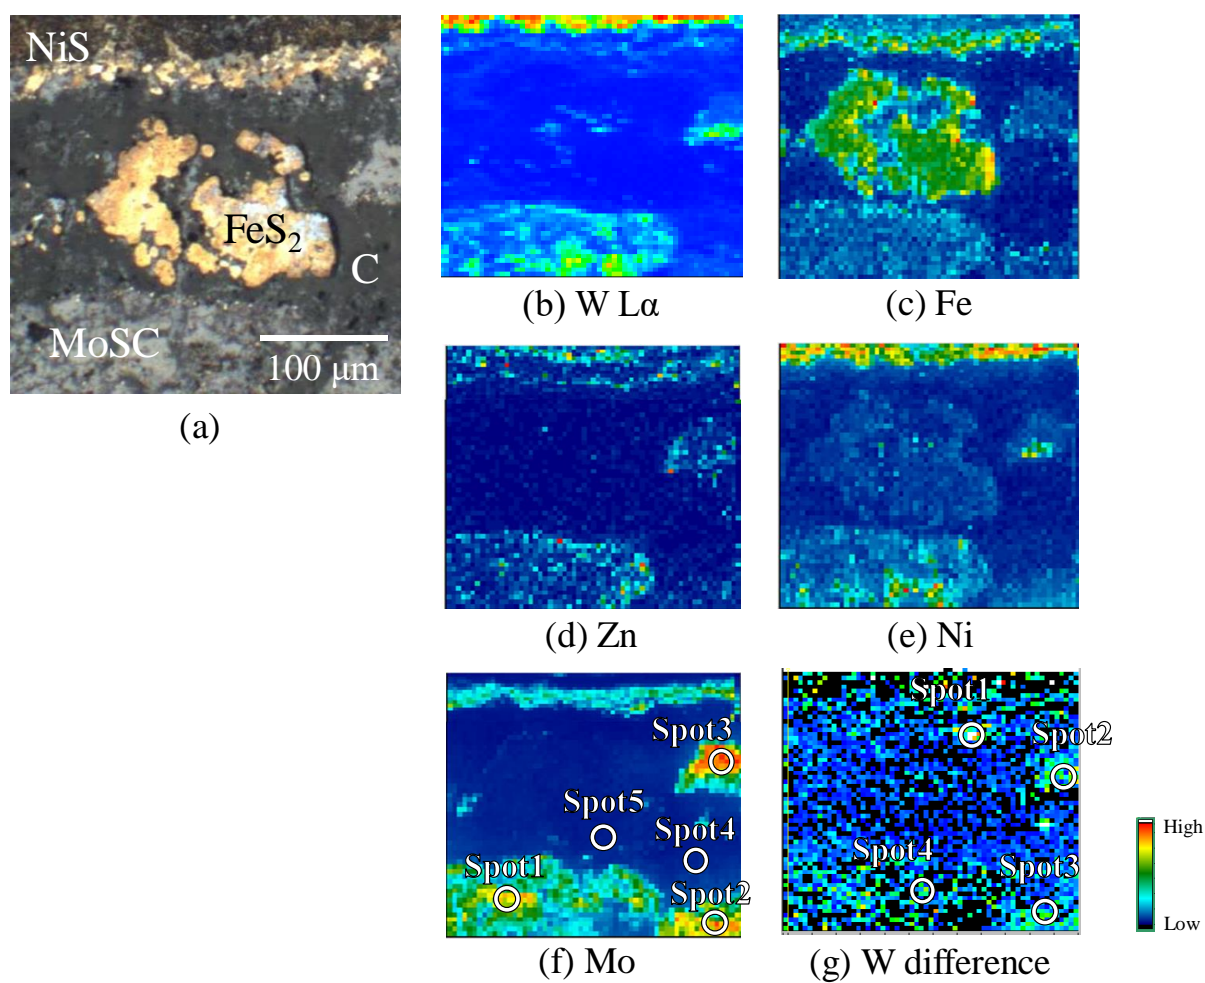 NiS
FeS2
C
MoSC
100 μm
(a)
(b) W Lα
(c) Fe
(d) Zn
(e) Ni
Spot3
Spot5
Spot4
Spot1
Spot2
(f) Mo
Spot1
Spot2
Spot4
Spot3
(g) W difference
High
Low